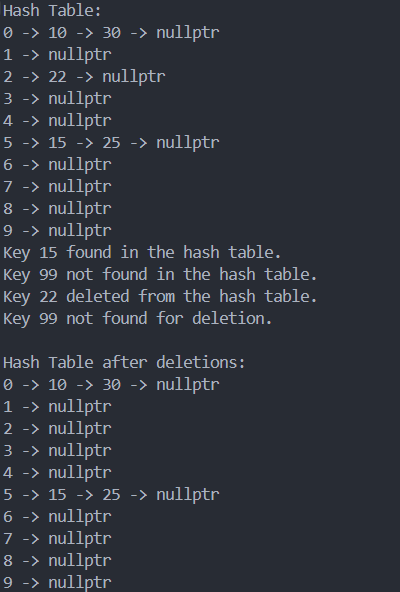 Hash Table:
0 -> 10 -> 30 -> nullptr
1 -> nullptr
2 -> 22 -> nullptr
3 -> nullptr
4 -> nullptr
5 -> 15 -> 25 -> nullptr
6 -> nullptr
7 -> nullptr
8 -> nullptr
9 -> nullptr
Key 15 found in the hash table.
Key 99 not found in the hash table.
Key 22 deleted from the hash table.
Key 99 not found for deletion.

Hash Table after deletions:
0 -> 10 -> 30 -> nullptr
1 -> nullptr
2 -> nullptr
3 -> nullptr
4 -> nullptr
5 -> 15 -> 25 -> nullptr
6 -> nullptr
7 -> nullptr
8 -> nullptr
9 -> nullptr